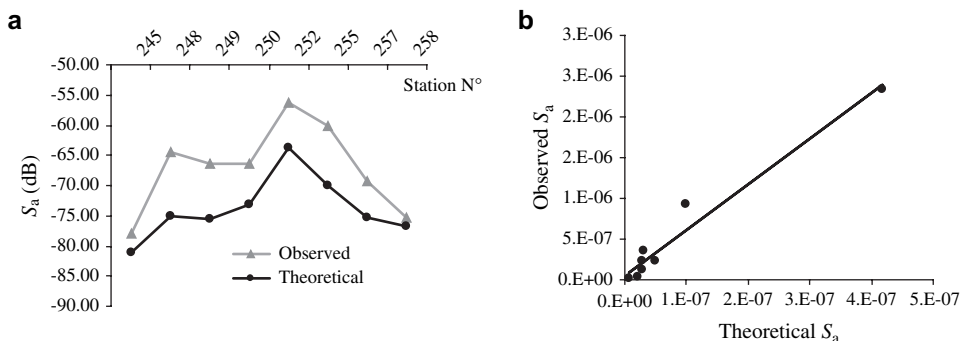 a
245 248 249 250 252 255 257 258
Station N°
-50.00
-55.00
-60.00
-65.00
-70.00
-75.00
-80.00
-85.00
-90.00
Sa (dB)
Observed
Theoretical
b
3.E-06
3.E-06
2.E-06
2.E-06
1.E-06
5.E-07
0.E+00
Observed Sa
0.E+00 1.E-07 2.E-07 3.E-07 4.E-07 5.E-07
Theoretical Sa